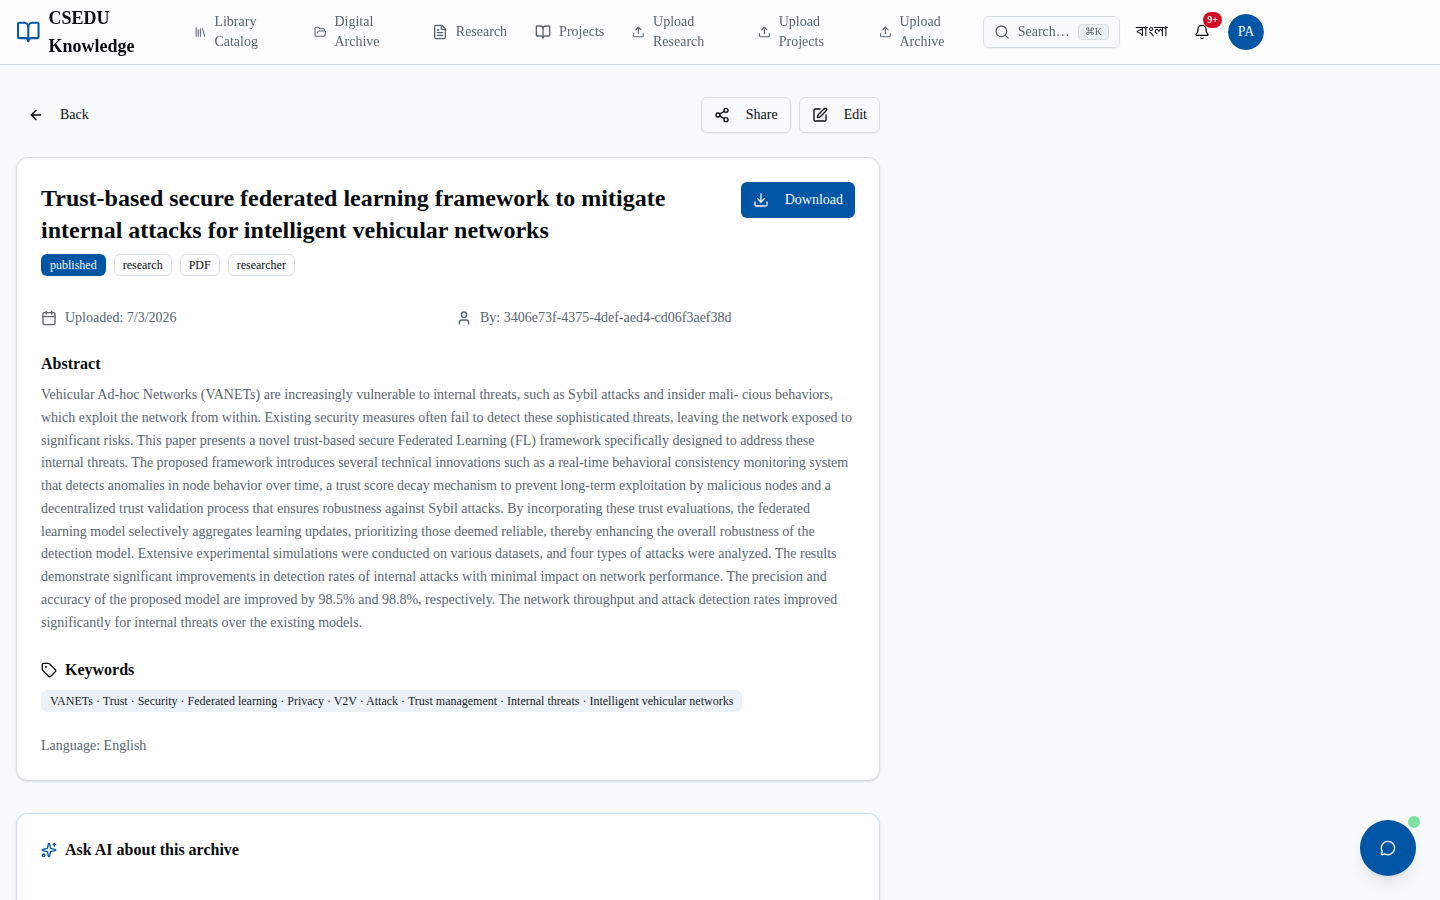 CSEDU Knowledge
Library Catalog
Digital Archive
Research
Projects
Upload Research
Upload Projects
Upload Archive
Search… ⌘K
বাংলা
9+
PA
Back
Share
Edit
Trust-based secure federated learning framework to mitigate
internal attacks for intelligent vehicular networks
Download
published research PDF researcher
Uploaded: 7/3/2026
By: 3406e73f-4375-4def-aed4-cd06f3aef38d
Abstract
Vehicular Ad-hoc Networks (VANETs) are increasingly vulnerable to internal threats, such as Sybil attacks and insider mali- cious behaviors,
which exploit the network from within. Existing security measures often fail to detect these sophisticated threats, leaving the network exposed to
significant risks. This paper presents a novel trust-based secure Federated Learning (FL) framework specifically designed to address these
internal threats. The proposed framework introduces several technical innovations such as a real-time behavioral consistency monitoring system
that detects anomalies in node behavior over time, a trust score decay mechanism to prevent long-term exploitation by malicious nodes and a
decentralized trust validation process that ensures robustness against Sybil attacks. By incorporating these trust evaluations, the federated
learning model selectively aggregates learning updates, prioritizing those deemed reliable, thereby enhancing the overall robustness of the
detection model. Extensive experimental simulations were conducted on various datasets, and four types of attacks were analyzed. The results
demonstrate significant improvements in detection rates of internal attacks with minimal impact on network performance. The precision and
accuracy of the proposed model are improved by 98.5% and 98.8%, respectively. The network throughput and attack detection rates improved
significantly for internal threats over the existing models.
Keywords
VANETs · Trust · Security · Federated learning · Privacy · V2V · Attack · Trust management · Internal threats · Intelligent vehicular networks
Language: English
Ask AI about this archive